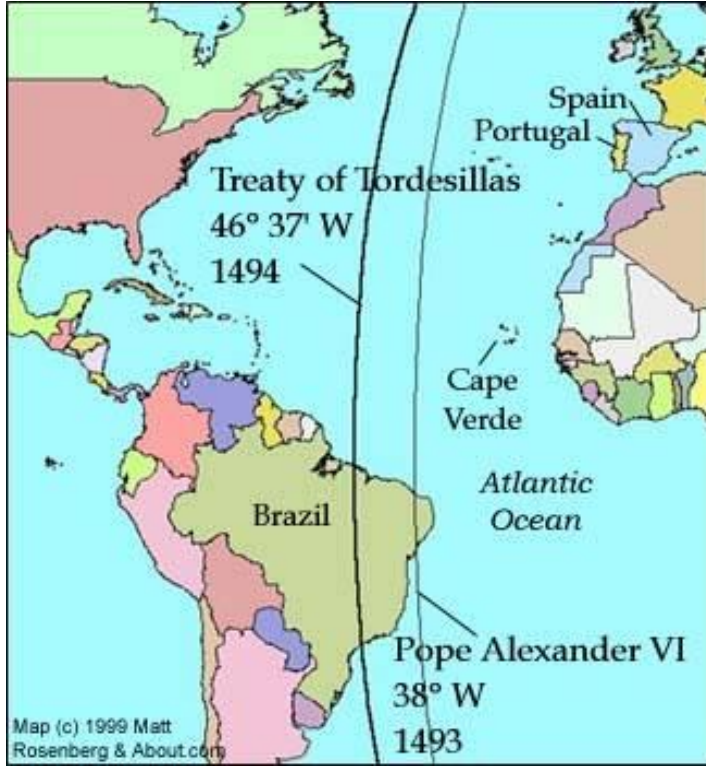 Spain
Portugal
Treaty of Tordesillas
46° 37' W
1494
Cape
Verde
Atlantic
Ocean
Brazil
Pope Alexander VI
38° W
1493
Map (c) 1999 Matt
Rosenberg & About.com